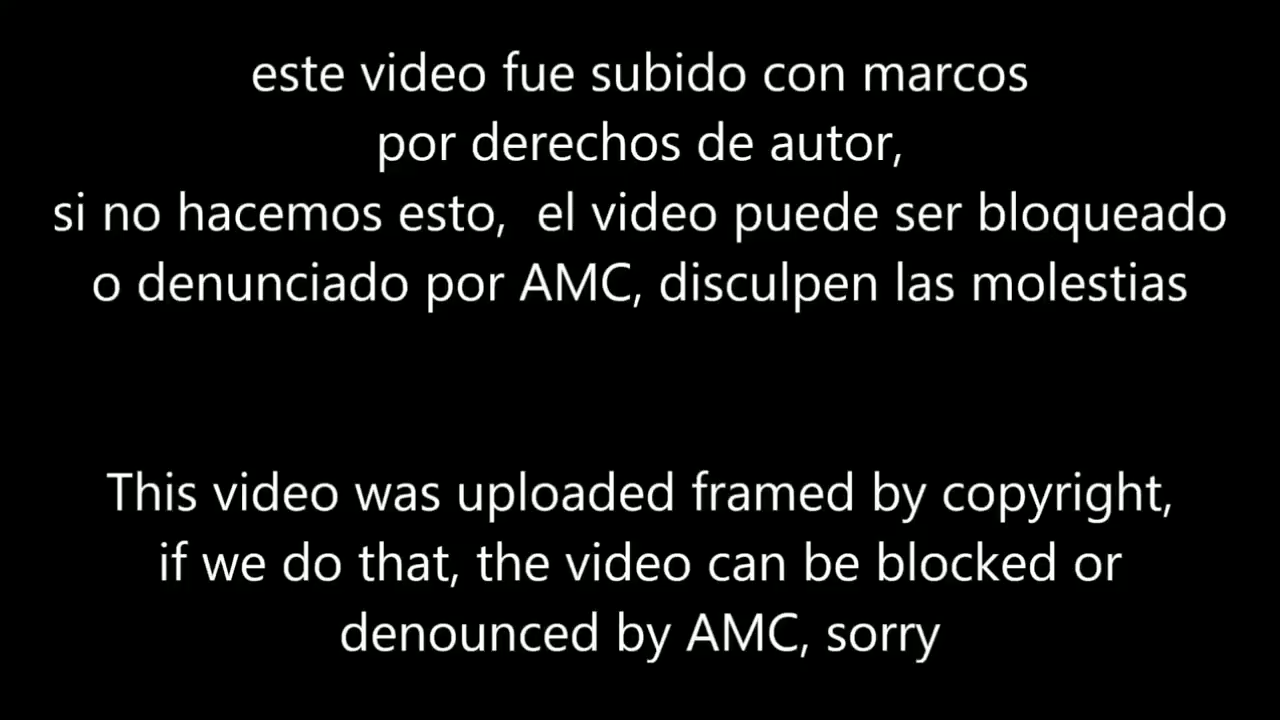 este video fue subido con marcos
por derechos de autor,
si no hacemos esto,  el video puede ser bloqueado
o denunciado por AMC, disculpen las molestias
This video was uploaded framed by copyright,
if we do that, the video can be blocked or
denounced by AMC, sorry